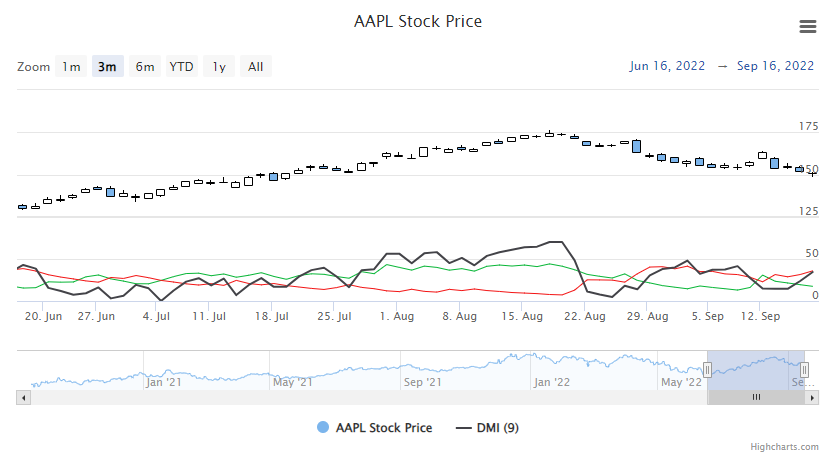 AAPL Stock Price
Zoom 1m 3m 6m YTD 1y All Jun 16, 2022 → Sep 16, 2022
175
150
125
50
0
20. Jun 27. Jun 4. Jul 11. Jul 18. Jul 25. Jul 1. Aug 8. Aug 15. Aug 22. Aug 29. Aug 5. Sep 12. Sep
Jan '21 May '21 Sep '21 Jan '22 May '22 Se…
AAPL Stock Price DMI (9)
Highcharts.com